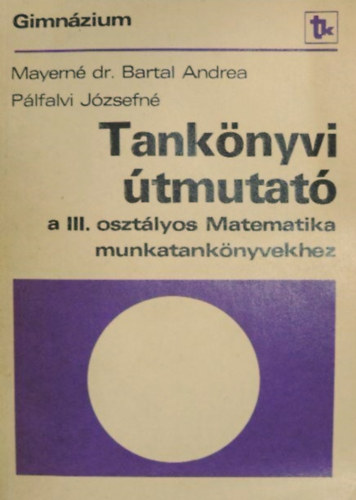 Gimnázium
tk
Mayerné dr. Bartal Andrea
Pálfalvi Józsefné
Tankönyvi
útmutató
a III. osztályos Matematika
munkatankönyvekhez